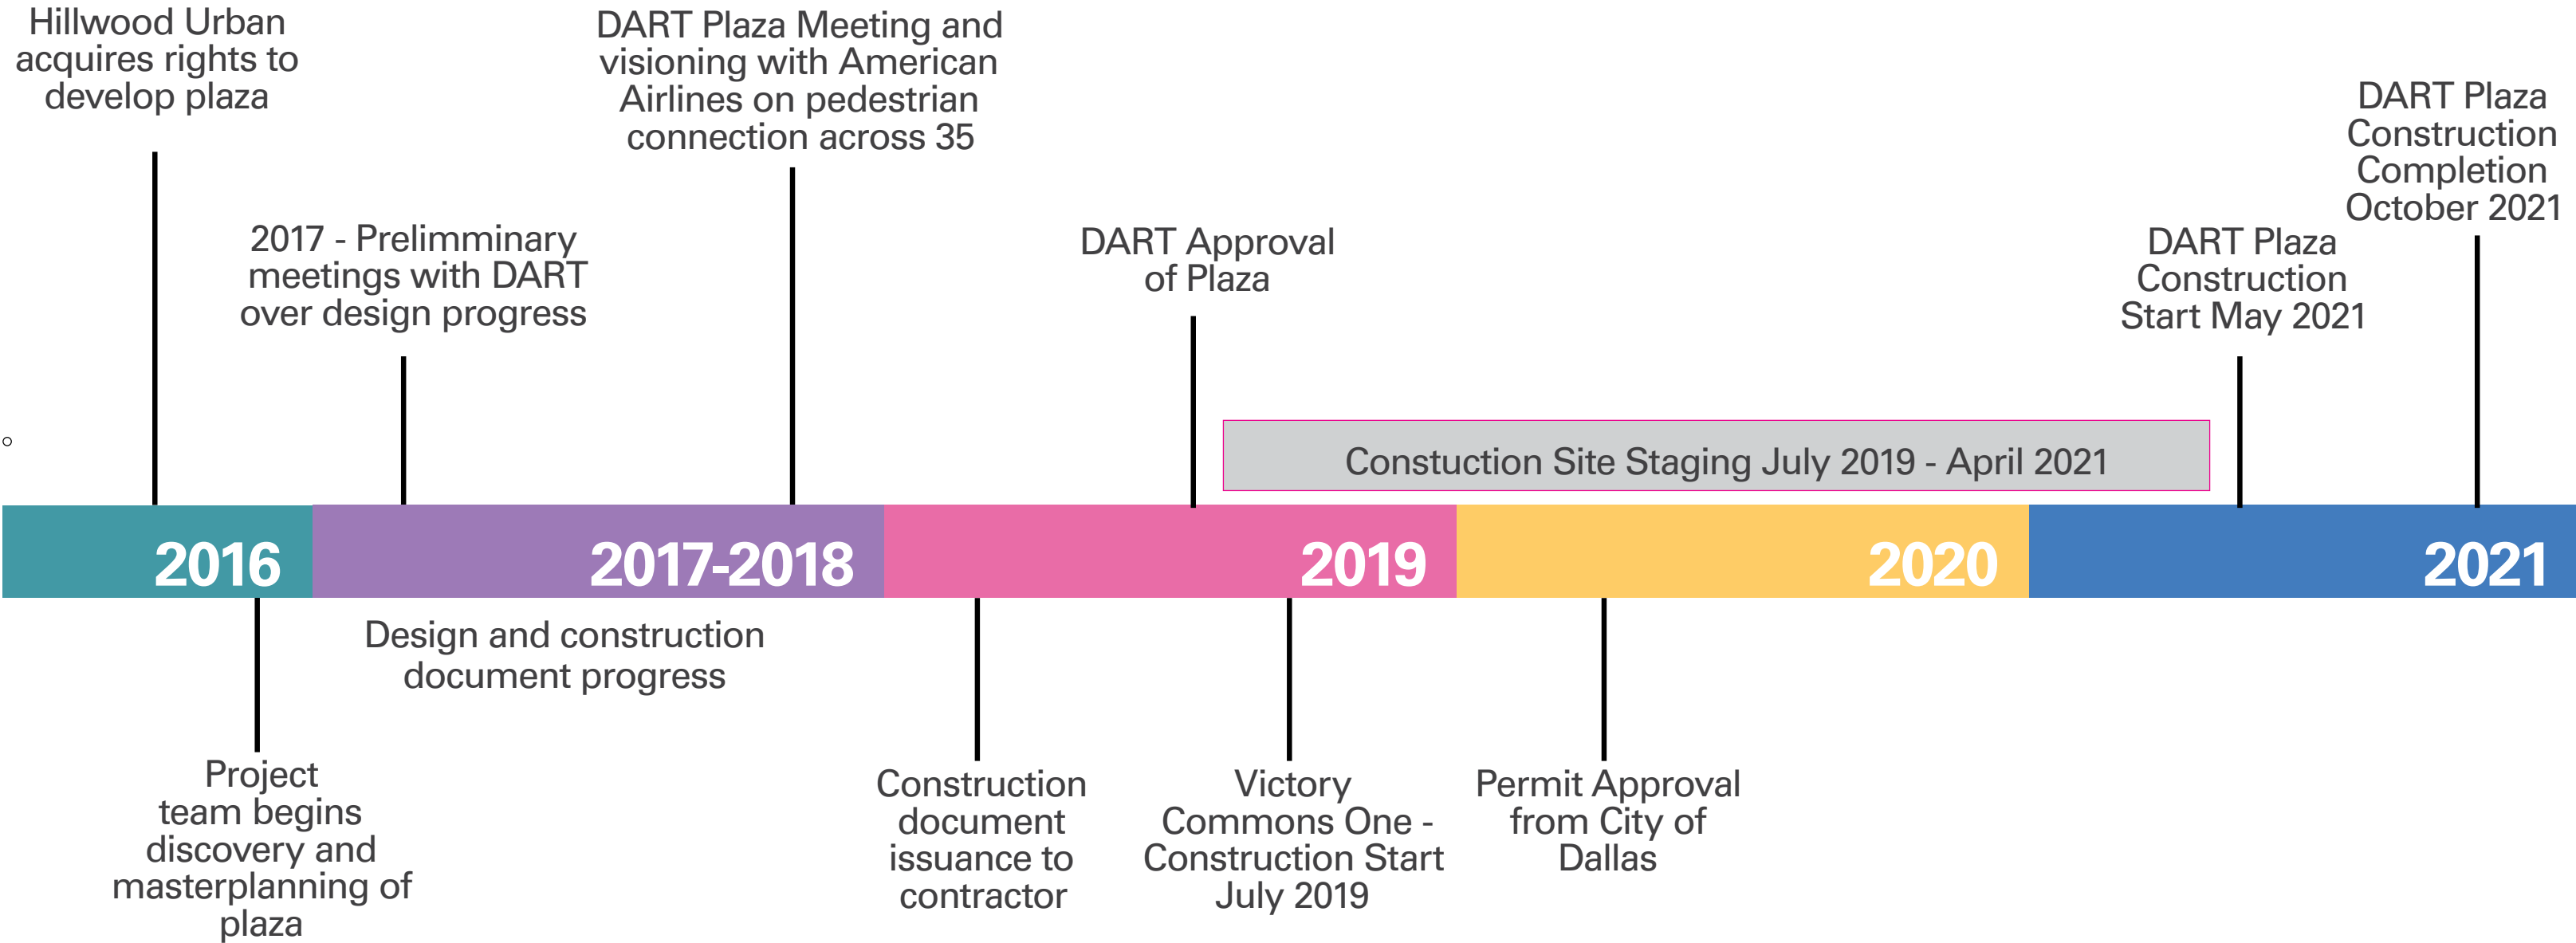 Hillwood Urban
acquires rights to
develop plaza
2017 - Prelimminary
meetings with DART
over design progress
DART Plaza Meeting and
visioning with American
Airlines on pedestrian
connection across 35
DART Approval
of Plaza
DART Plaza
Construction
Start May 2021
DART Plaza
Construction
Completion
October 2021
Constuction Site Staging July 2019 - April 2021
2016
2017-2018
2019
2020
2021
Project
team begins
discovery and
masterplanning of
plaza
Design and construction
document progress
Construction
document
issuance to
contractor
Victory
Commons One -
Construction Start
July 2019
Permit Approval
from City of
Dallas